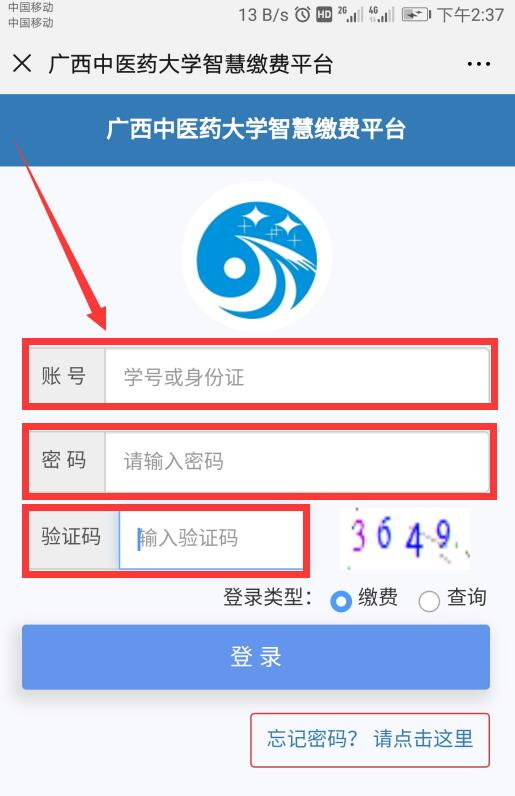 中国移动
中国移动
13 B/s HD 2G 4G 下午2:37
广西中医药大学智慧缴费平台
广西中医药大学智慧缴费平台
账号 学号或身份证
密码 请输入密码
验证码 输入验证码 3649
登录类型： 缴费 查询
登录
忘记密码？ 请点击这里